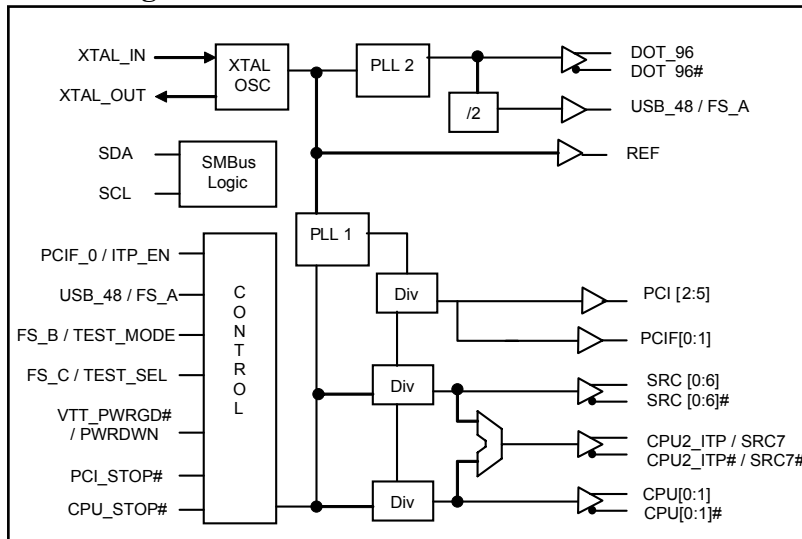 XTAL_IN
XTAL_OUT
XTAL
OSC
PLL 2
/2
DOT_96
DOT_96#
USB_48 / FS_A
REF
SDA
SCL
SMBus
Logic
PLL 1
PCIF_0 / ITP_EN
USB_48 / FS_A
FS_B / TEST_MODE
FS_C / TEST_SEL
VTT_PWRGD#
/ PWRDWN
PCI_STOP#
CPU_STOP#
C
O
N
T
R
O
L
Div
Div
Div
PCI [2:5]
PCIF[0:1]
SRC [0:6]
SRC [0:6]#
CPU2_ITP / SRC7
CPU2_ITP# / SRC7#
CPU[0:1]
CPU[0:1]#